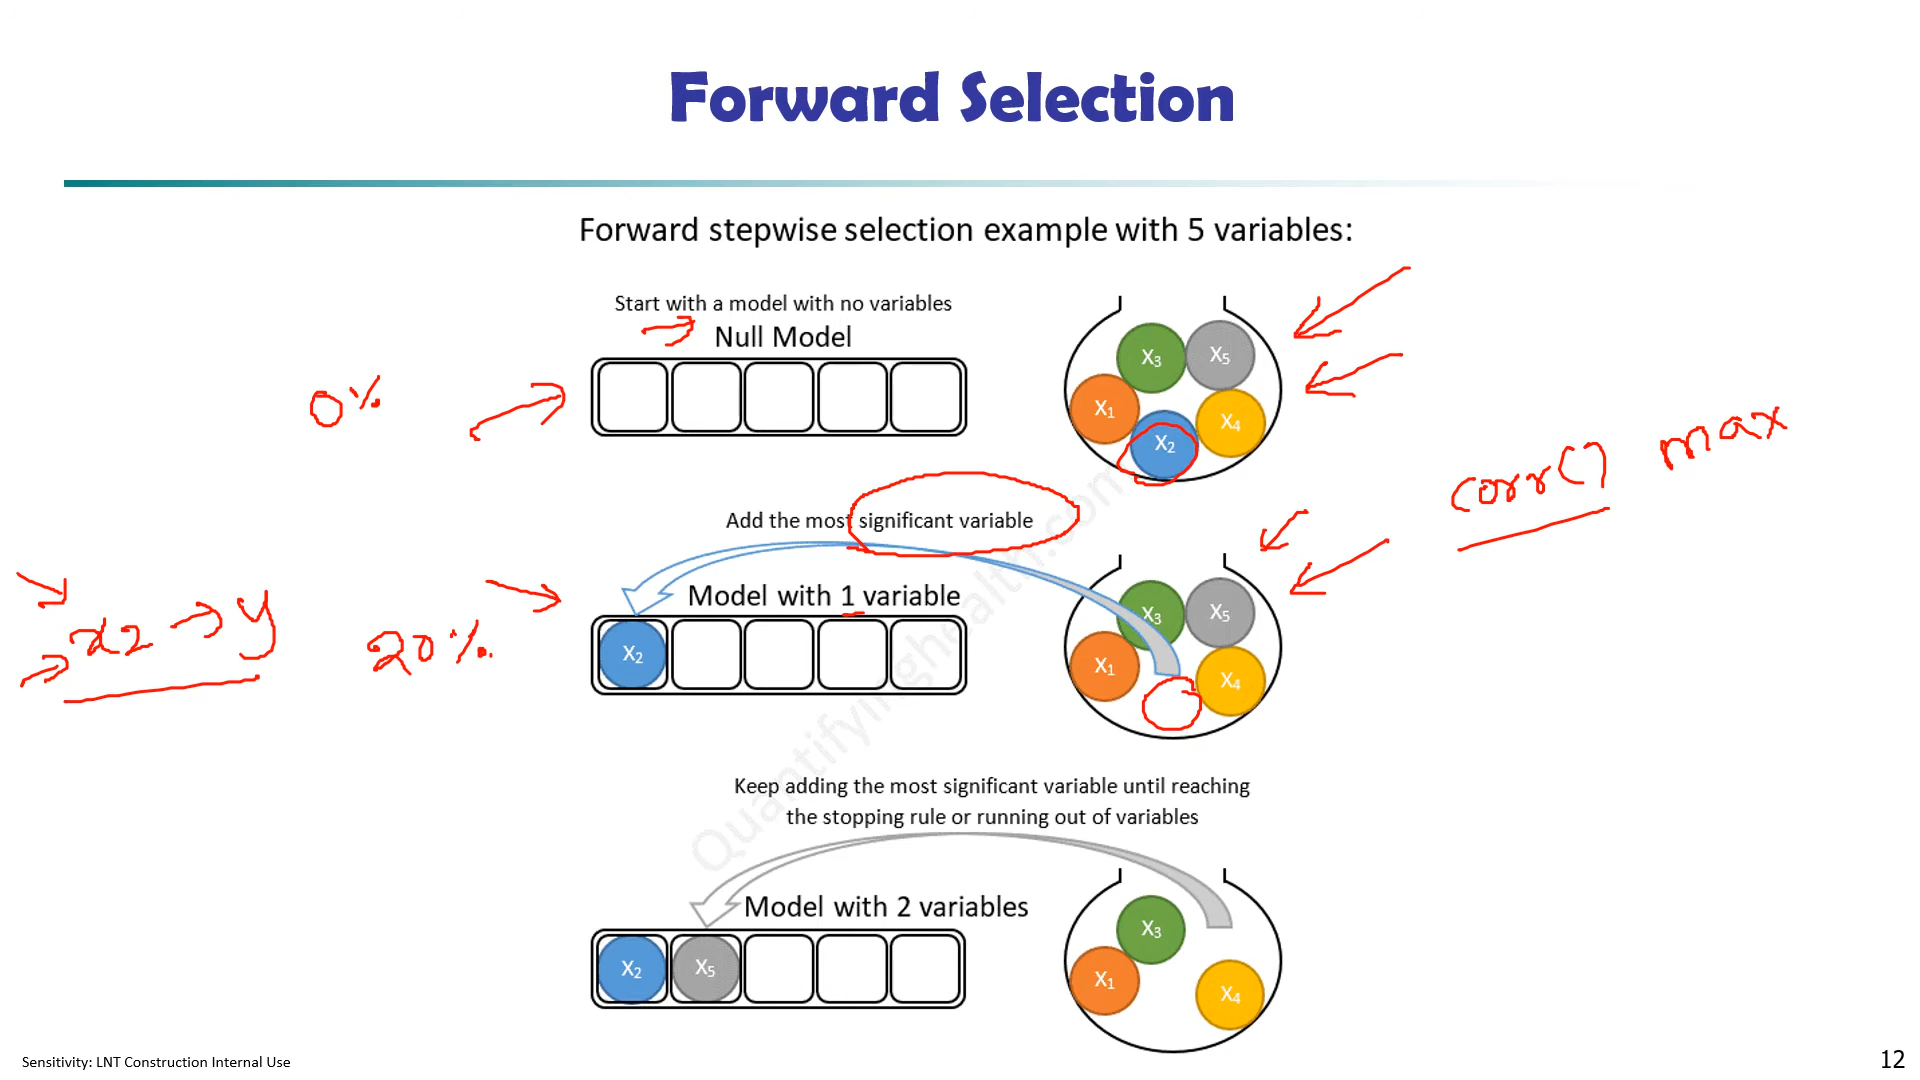 Forward Selection
Forward stepwise selection example with 5 variables:
Start with a model with no variables
Null Model
X3 X5
X1 X2 X4
0%
corr() max
Add the most significant variable
Model with 1 variable
X2
X3 X5
X1 X4
x2 → y
20%
Keep adding the most significant variable until reaching
the stopping rule or running out of variables
Model with 2 variables
X2 X5
X3
X1 X4
Quantifyinghealth.com
Sensitivity: LNT Construction Internal Use
12